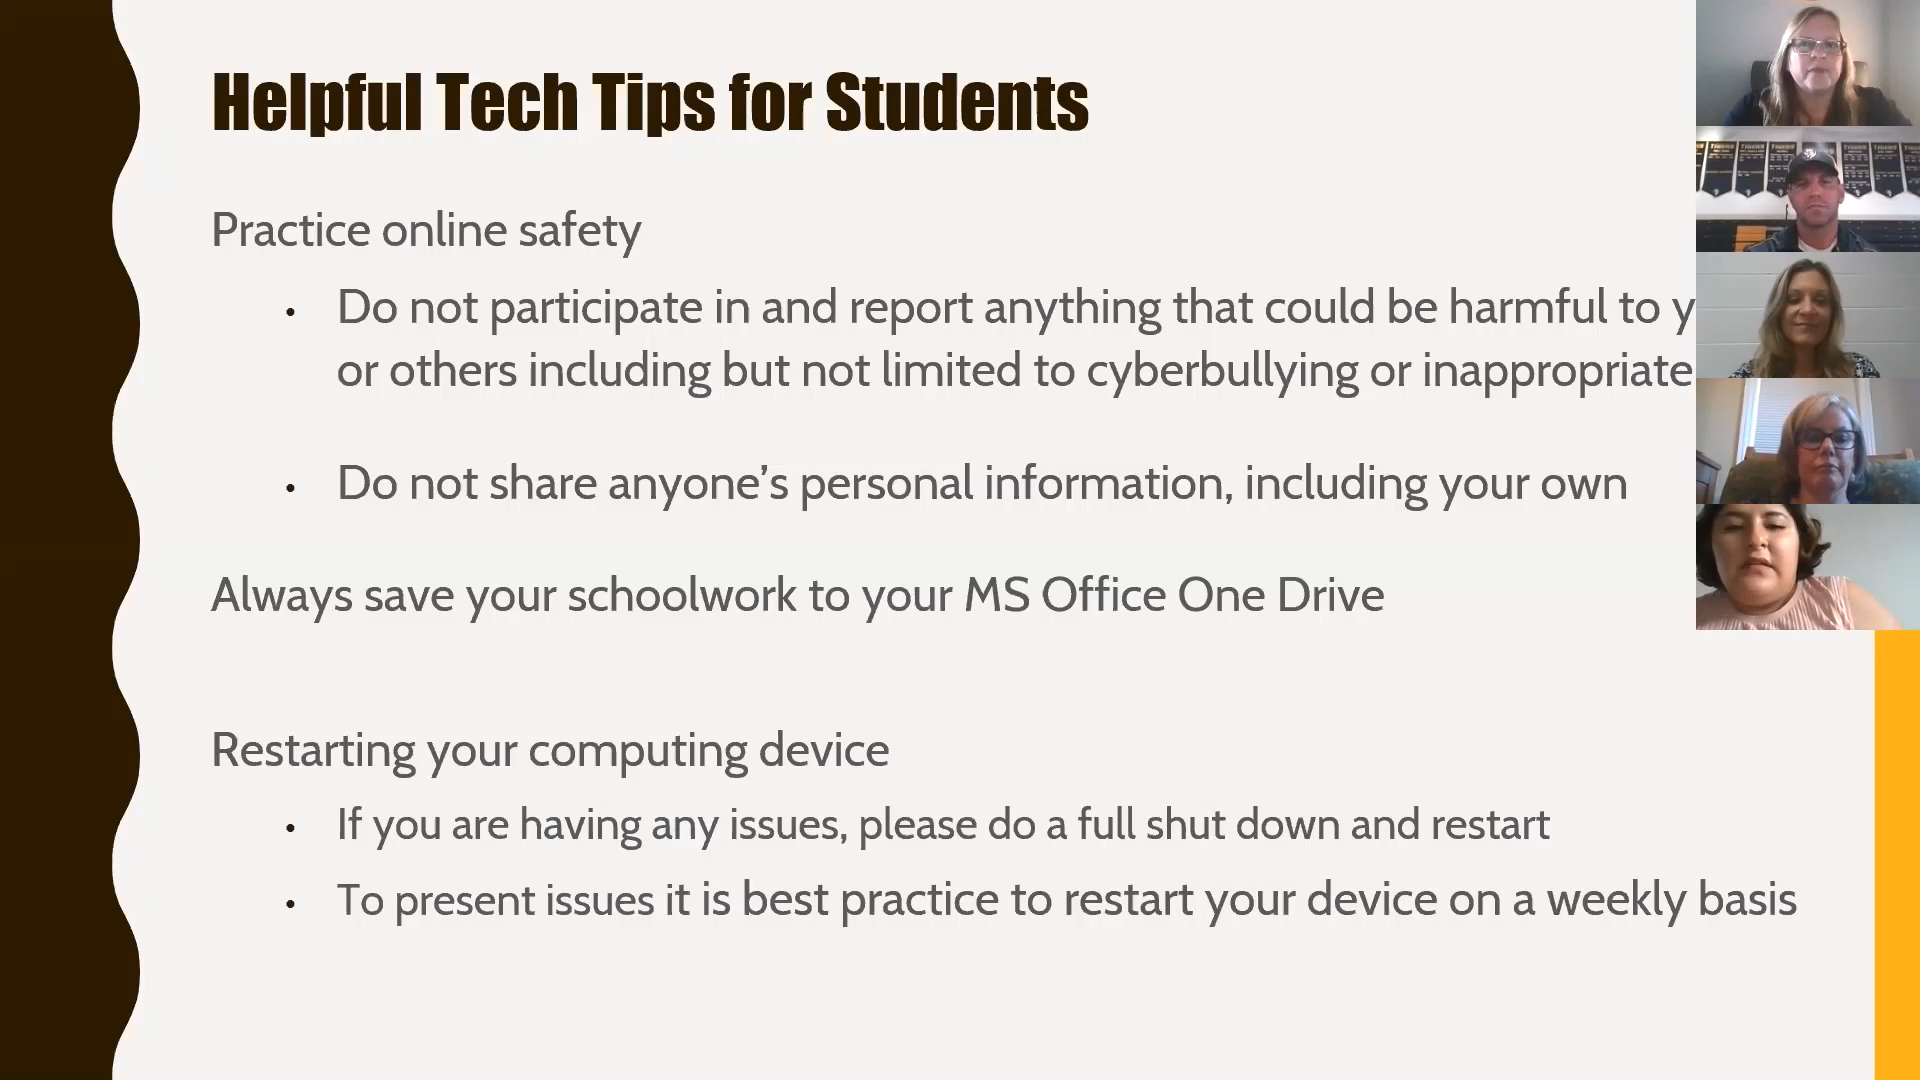 Helpful Tech Tips for Students
Practice online safety
• Do not participate in and report anything that could be harmful to y
or others including but not limited to cyberbullying or inappropriate
• Do not share anyone's personal information, including your own
Always save your schoolwork to your MS Office One Drive
Restarting your computing device
• If you are having any issues, please do a full shut down and restart
• To present issues it is best practice to restart your device on a weekly basis
TIGERS TIGERS